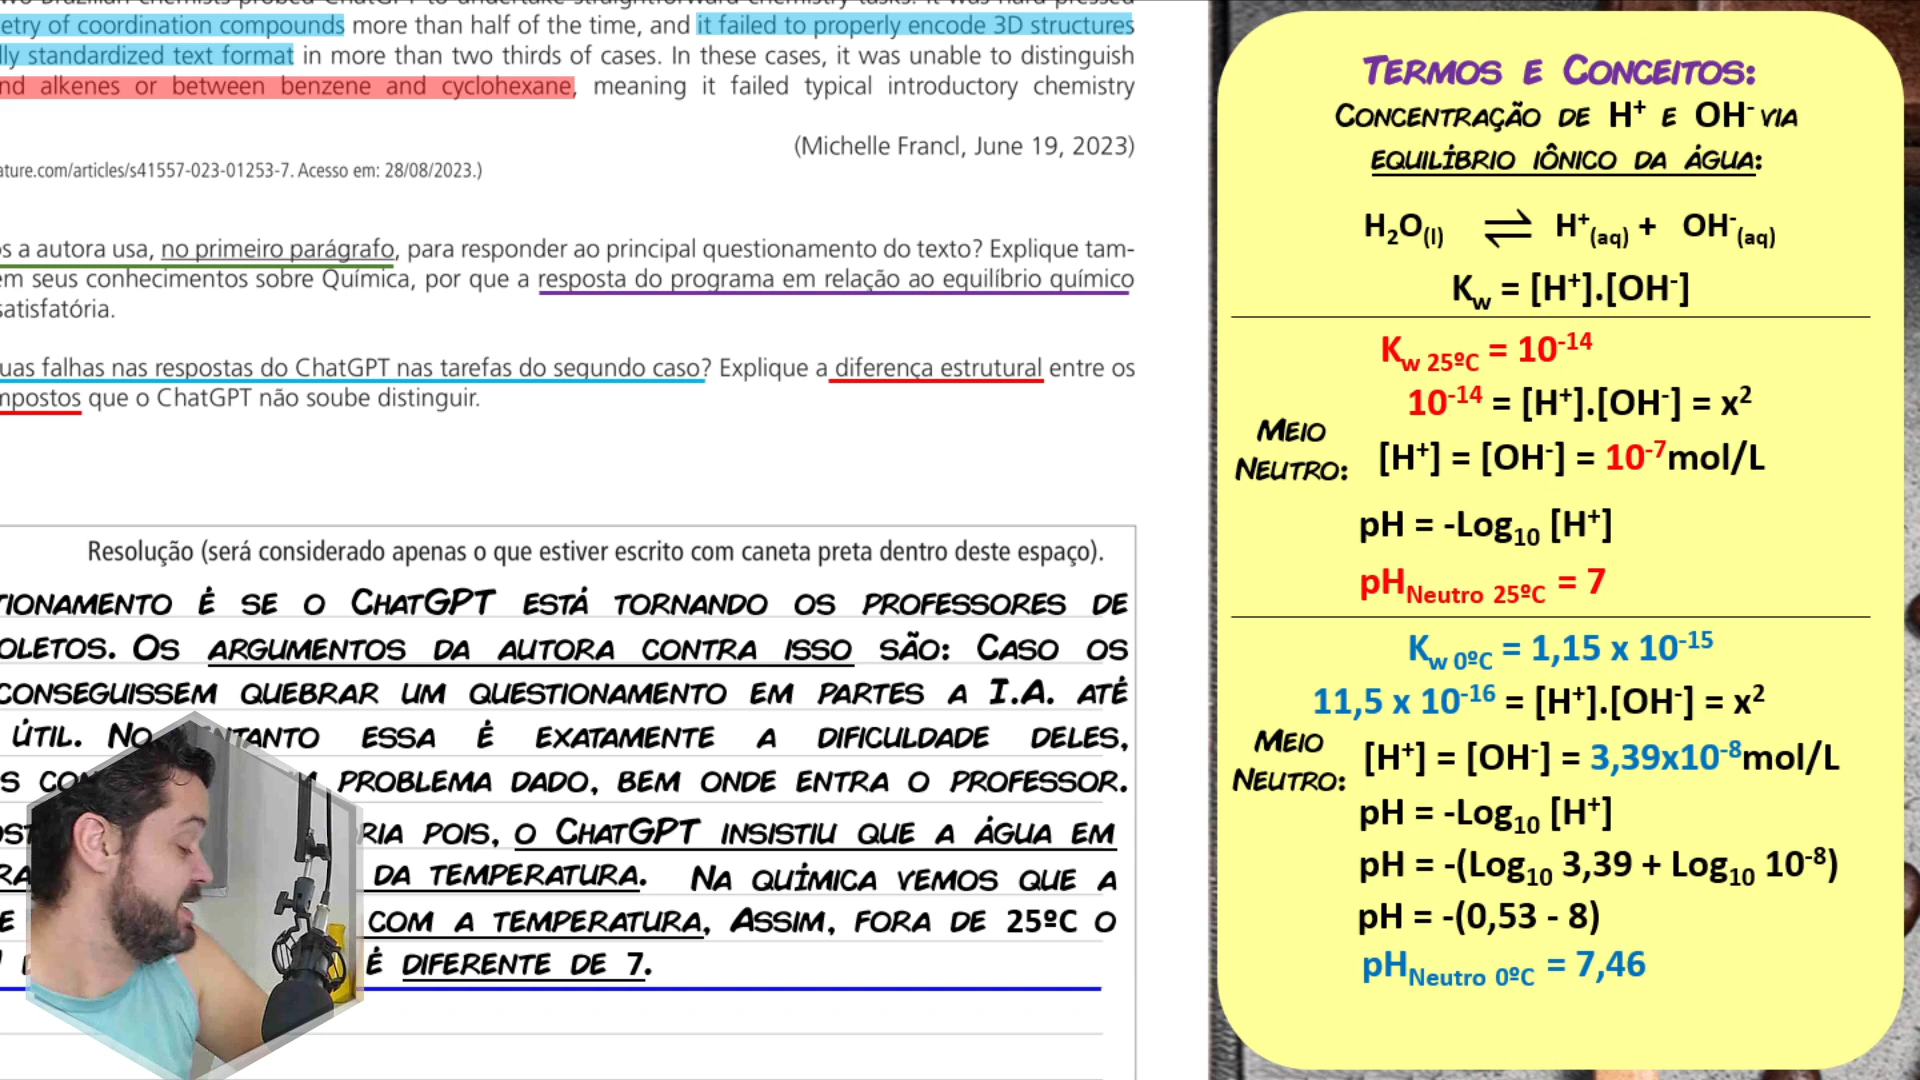 etry of coordination compounds more than half of the time, and it failed to properly encode 3D structures
lly standardized text format in more than two thirds of cases. In these cases, it was unable to distinguish
nd alkenes or between benzene and cyclohexane, meaning it failed typical introductory chemistry
(Michelle Francl, June 19, 2023)
ature.com/articles/s41557-023-01253-7. Acesso em: 28/08/2023.)
os a autora usa, no primeiro parágrafo, para responder ao principal questionamento do texto? Explique tam-
em seus conhecimentos sobre Química, por que a resposta do programa em relação ao equilíbrio químico
satisfatória.
uas falhas nas respostas do ChatGPT nas tarefas do segundo caso? Explique a diferença estrutural entre os
mpostos que o ChatGPT não soube distinguir.
Resolução (será considerado apenas o que estiver escrito com caneta preta dentro deste espaço).
TIONAMENTO É SE O CHATGPT ESTÁ TORNANDO OS PROFESSORES DE
OLETOS. OS ARGUMENTOS DA AUTORA CONTRA ISSO SÃO: CASO OS
CONSEGUISSEM QUEBRAR UM QUESTIONAMENTO EM PARTES A I.A. ATÉ
ÚTIL. NO NTANTO ESSA É EXATAMENTE A DIFICULDADE DELES,
S CO PROBLEMA DADO, BEM ONDE ENTRA O PROFESSOR.
OST RIA POIS, O CHATGPT INSISTIU QUE A ÁGUA EM
RA DA TEMPERATURA. NA QUÍMICA VEMOS QUE A
E COM A TEMPERATURA, ASSIM, FORA DE 25ºC O
É DIFERENTE DE 7.
TERMOS E CONCEITOS:
CONCENTRAÇÃO DE H⁺ E OH⁻ VIA
EQUILÍBRIO IÔNICO DA ÁGUA:
H₂O(l) ⇌ H⁺(aq) + OH⁻(aq)
Kw = [H⁺].[OH⁻]
Kw 25ºC = 10⁻¹⁴
10⁻¹⁴ = [H⁺].[OH⁻] = x²
MEIO NEUTRO: [H⁺] = [OH⁻] = 10⁻⁷mol/L
pH = -Log₁₀ [H⁺]
pHNeutro 25ºC = 7
Kw 0ºC = 1,15 x 10⁻¹⁵
11,5 x 10⁻¹⁶ = [H⁺].[OH⁻] = x²
MEIO NEUTRO: [H⁺] = [OH⁻] = 3,39x10⁻⁸mol/L
pH = -Log₁₀ [H⁺]
pH = -(Log₁₀ 3,39 + Log₁₀ 10⁻⁸)
pH = -(0,53 - 8)
pHNeutro 0ºC = 7,46